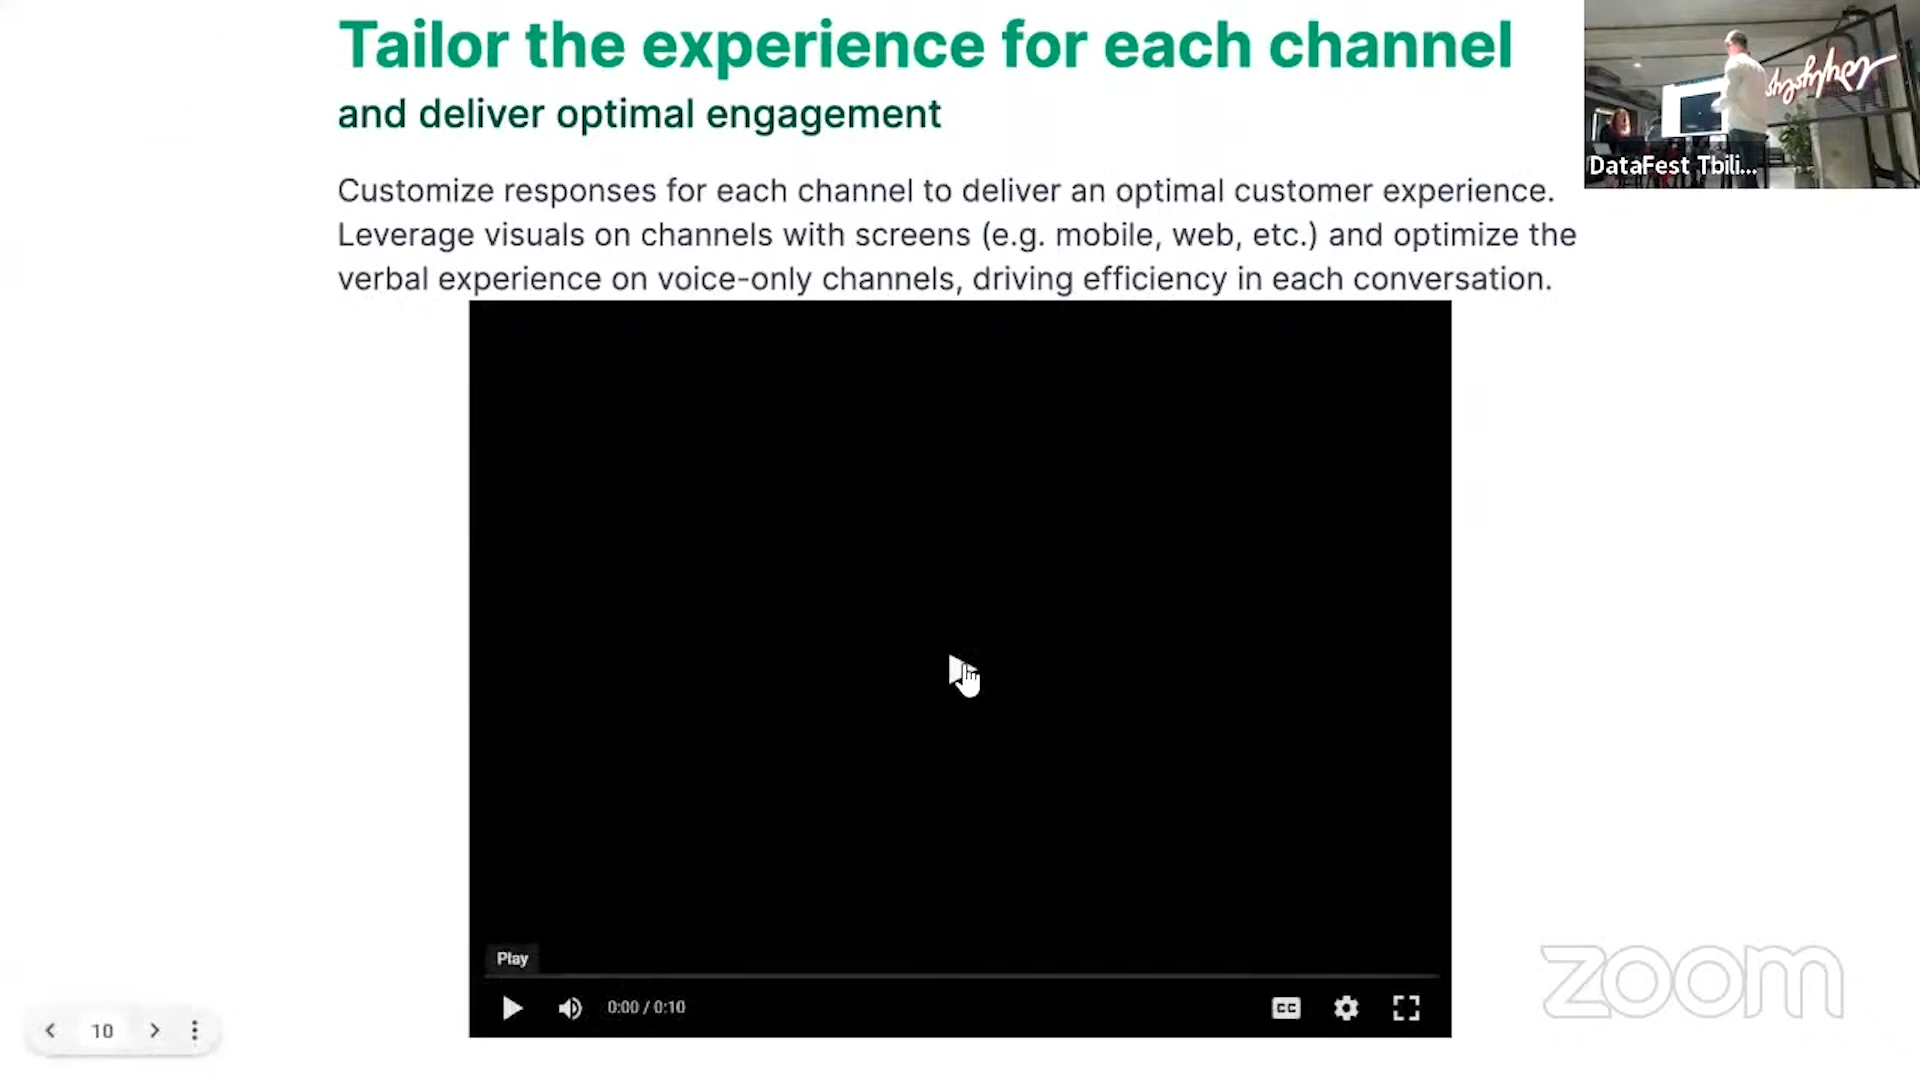 Tailor the experience for each channel
and deliver optimal engagement
Customize responses for each channel to deliver an optimal customer experience.
Leverage visuals on channels with screens (e.g. mobile, web, etc.) and optimize the
verbal experience on voice-only channels, driving efficiency in each conversation.
DataFest Tbili...
Play
0:00 / 0:10
CC
10
zoom